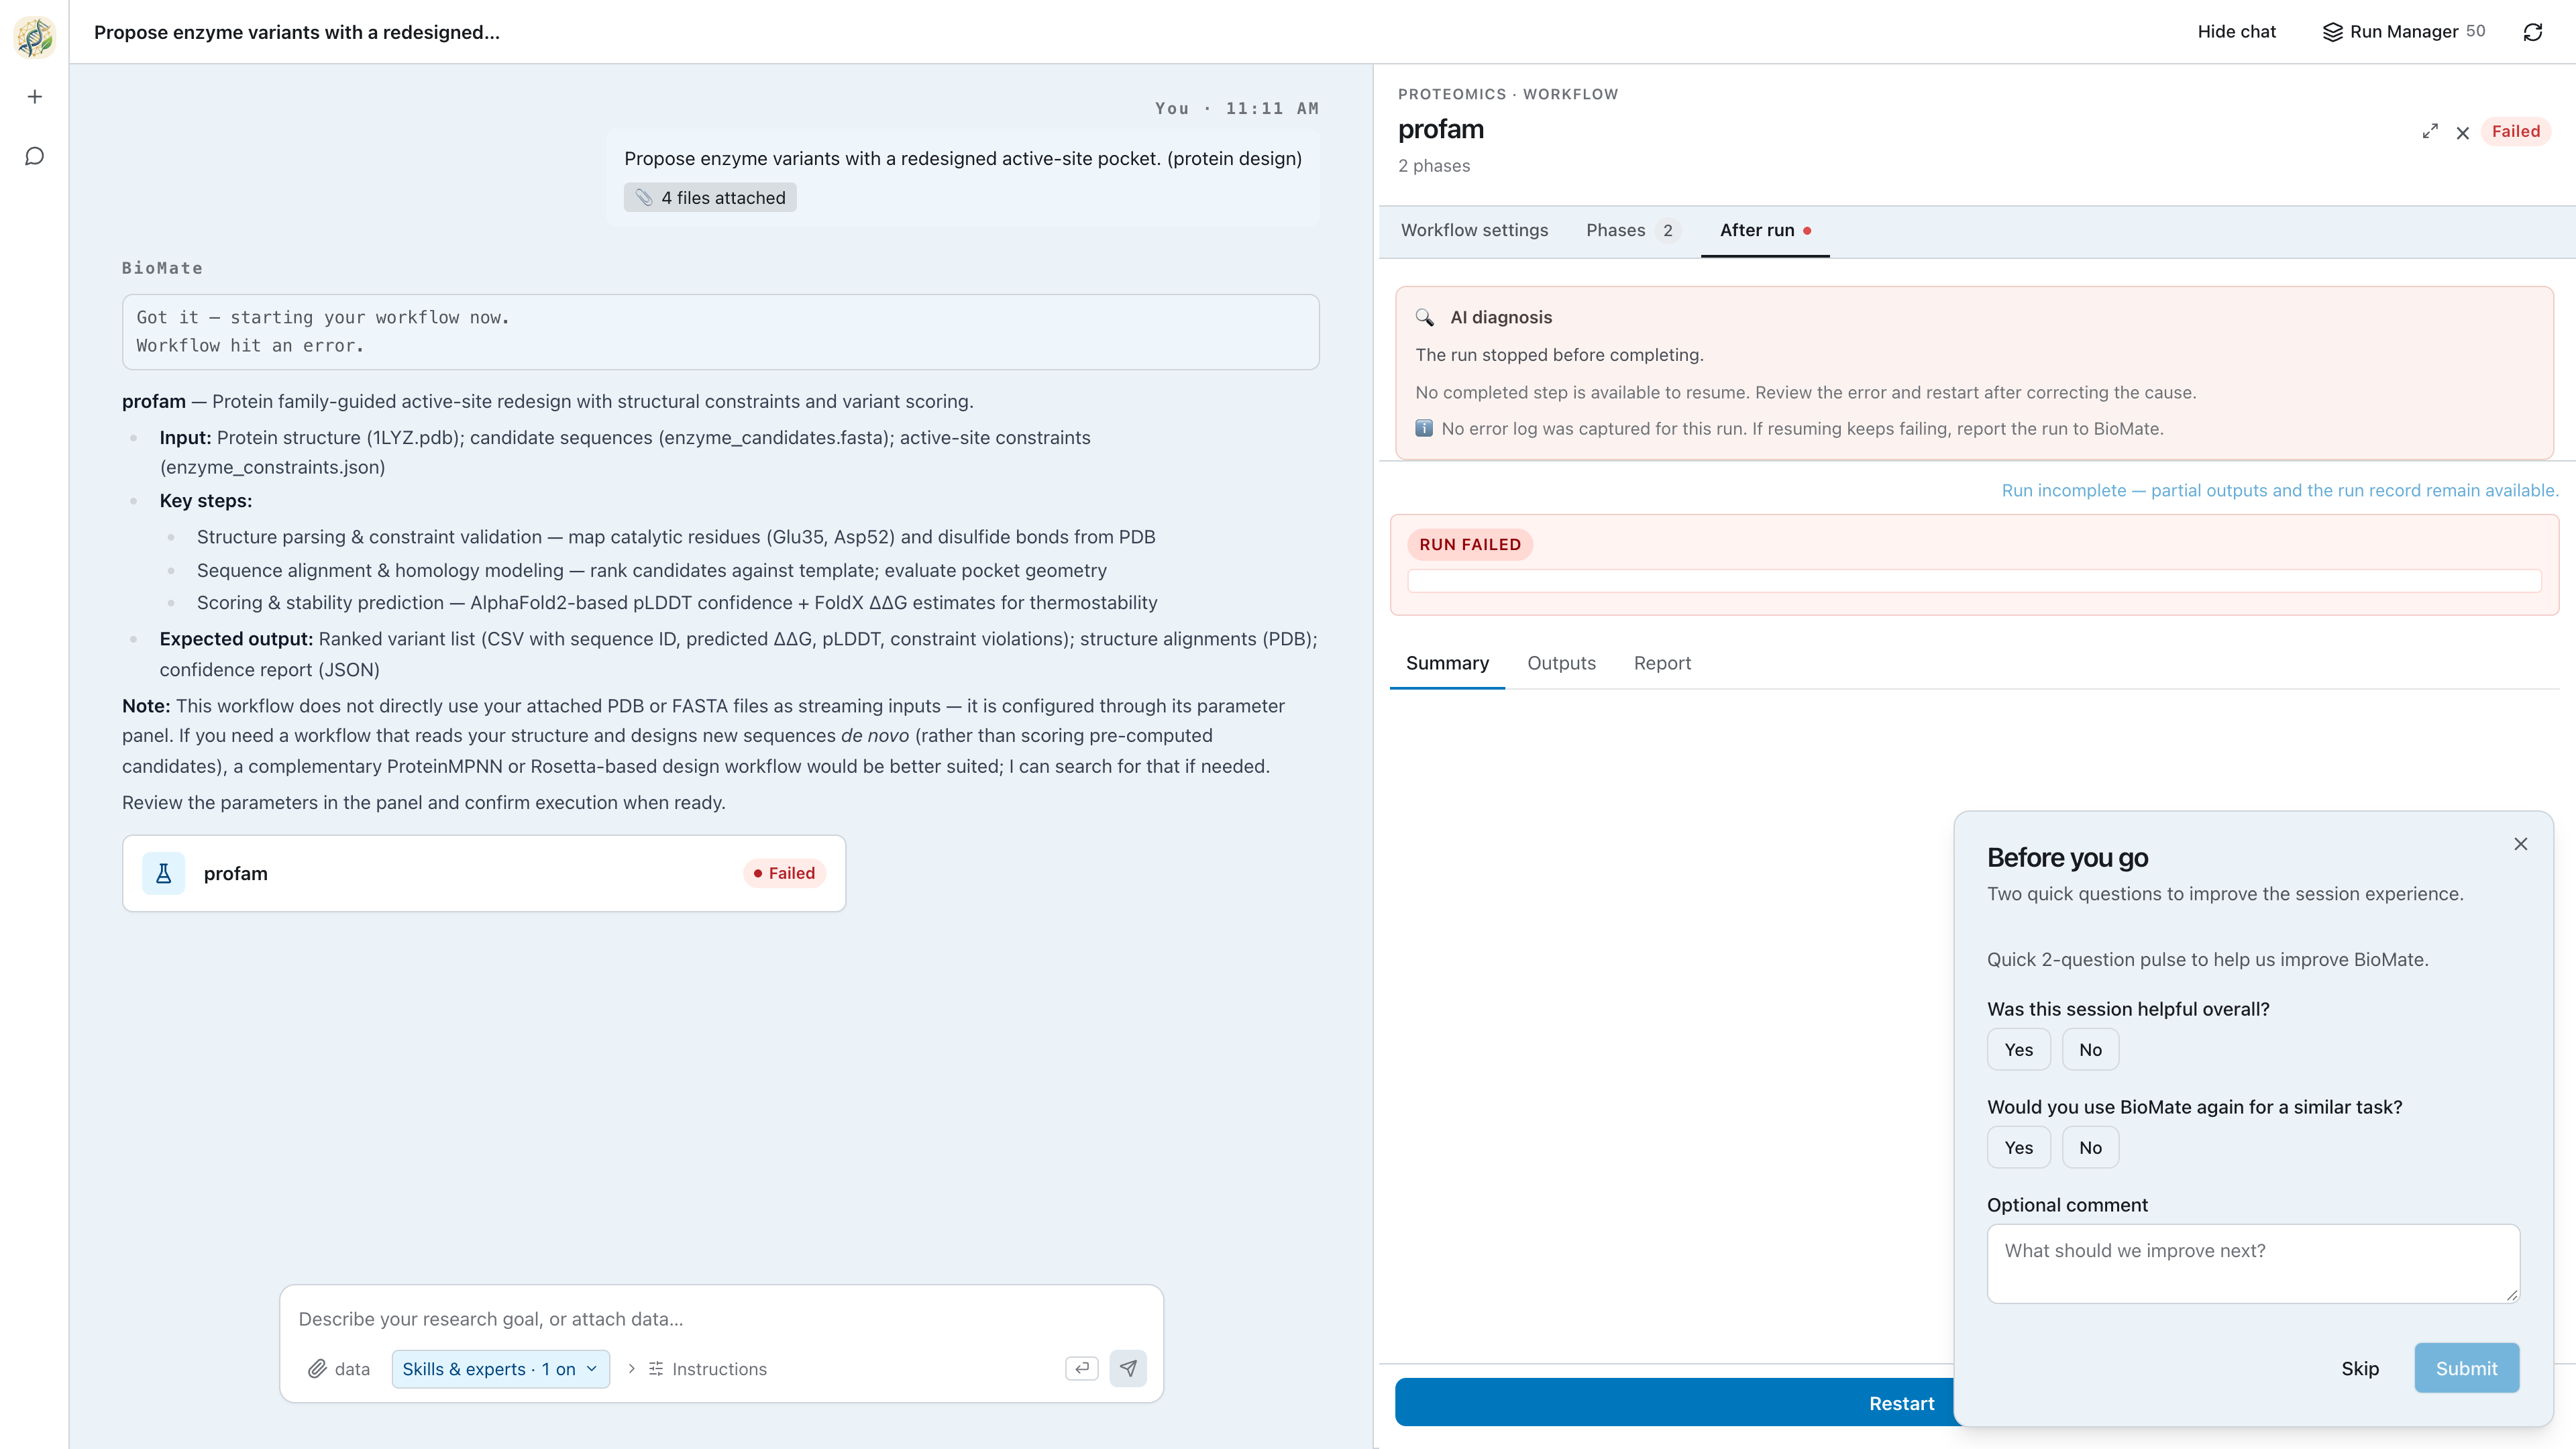 Propose enzyme variants with a redesigned...
Hide chat
Run Manager 50
You · 11:11 AM
Propose enzyme variants with a redesigned active-site pocket. (protein design)
4 files attached
BioMate
Got it — starting your workflow now.
Workflow hit an error.
profam — Protein family-guided active-site redesign with structural constraints and variant scoring.
Input: Protein structure (1LYZ.pdb); candidate sequences (enzyme_candidates.fasta); active-site constraints
(enzyme_constraints.json)
Key steps:
Structure parsing & constraint validation — map catalytic residues (Glu35, Asp52) and disulfide bonds from PDB
Sequence alignment & homology modeling — rank candidates against template; evaluate pocket geometry
Scoring & stability prediction — AlphaFold2-based pLDDT confidence + FoldX ΔΔG estimates for thermostability
Expected output: Ranked variant list (CSV with sequence ID, predicted ΔΔG, pLDDT, constraint violations); structure alignments (PDB);
confidence report (JSON)
Note: This workflow does not directly use your attached PDB or FASTA files as streaming inputs — it is configured through its parameter
panel. If you need a workflow that reads your structure and designs new sequences de novo (rather than scoring pre-computed
candidates), a complementary ProteinMPNN or Rosetta-based design workflow would be better suited; I can search for that if needed.
Review the parameters in the panel and confirm execution when ready.
profam
Failed
Describe your research goal, or attach data...
data
Skills & experts · 1 on
Instructions
PROTEOMICS · WORKFLOW
profam
Failed
2 phases
Workflow settings
Phases 2
After run
AI diagnosis
The run stopped before completing.
No completed step is available to resume. Review the error and restart after correcting the cause.
No error log was captured for this run. If resuming keeps failing, report the run to BioMate.
Run incomplete — partial outputs and the run record remain available.
RUN FAILED
Summary
Outputs
Report
Restart
Before you go
Two quick questions to improve the session experience.
Quick 2-question pulse to help us improve BioMate.
Was this session helpful overall?
Yes
No
Would you use BioMate again for a similar task?
Yes
No
Optional comment
What should we improve next?
Skip
Submit